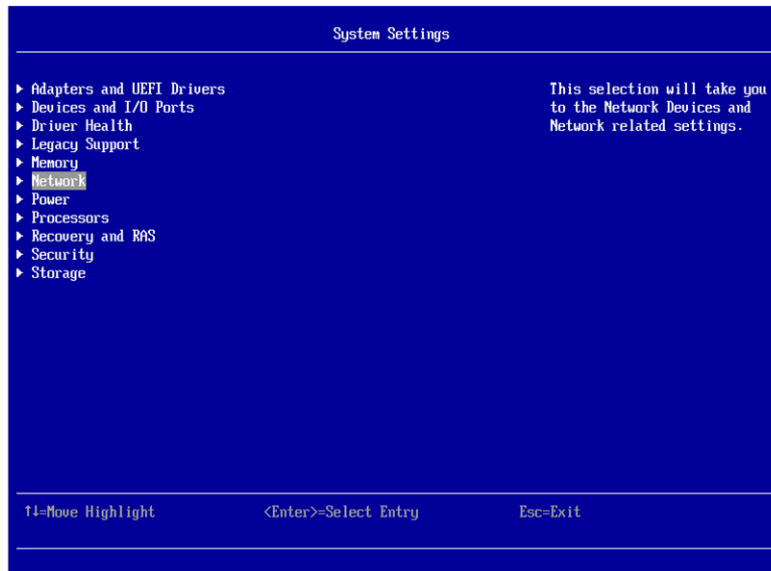 System Settings
▶ Adapters and UEFI Drivers
▶ Devices and I/O Ports
▶ Driver Health
▶ Legacy Support
▶ Memory
▶ Network
▶ Power
▶ Processors
▶ Recovery and RAS
▶ Security
▶ Storage
This selection will take you
to the Network Devices and
Network related settings.
↑↓=Move Highlight <Enter>=Select Entry Esc=Exit